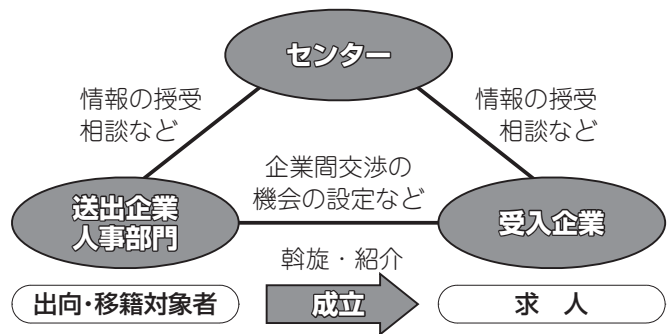 センター
情報の授受
相談など
情報の授受
相談など
企業間交渉の
機会の設定など
送出企業
人事部門
受入企業
斡旋・紹介
出向・移籍対象者
成立
求　人